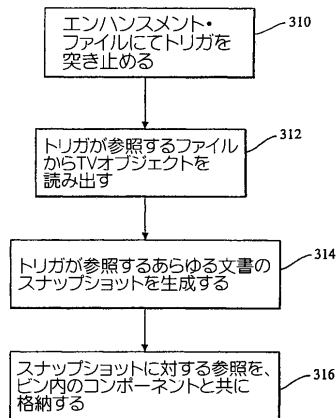 エンハンスメント・
ファイルにてトリガを
突き止める
310
トリガが参照するファイル
からTVオブジェクトを
読み出す
312
トリガが参照するあらゆる文書の
スナップショットを生成する
314
スナップショットに対する参照を、
ビン内のコンポーネントと共に
格納する
316